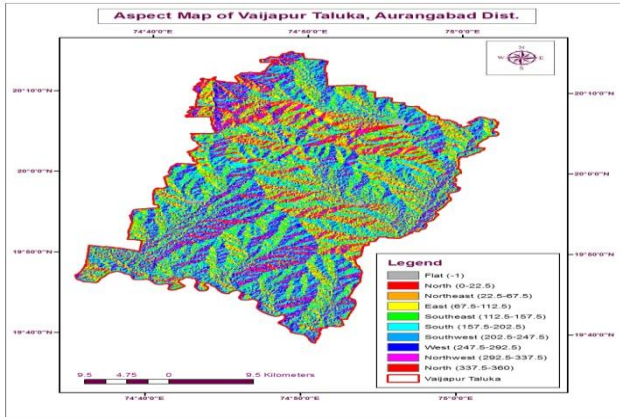 Aspect Map of Vaijapur Taluka, Aurangabad Dist.
74°40'0"E 74°50'0"E 75°0'0"E
N
W E
S
20°10'0"N 20°10'0"N
20°0'0"N 20°0'0"N
19°50'0"N 19°50'0"N
19°40'0"N 19°40'0"N
Legend
Flat (-1)
North (0-22.5)
Northeast (22.5-67.5)
East (67.5-112.5)
Southeast (112.5-157.5)
South (157.5-202.5)
Southwest (202.5-247.5)
West (247.5-292.5)
Northwest (292.5-337.5)
North (337.5-360)
Vaijapur Taluka
9.5 4.75 0 9.5 Kilometers
74°40'0"E 74°50'0"E 75°0'0"E